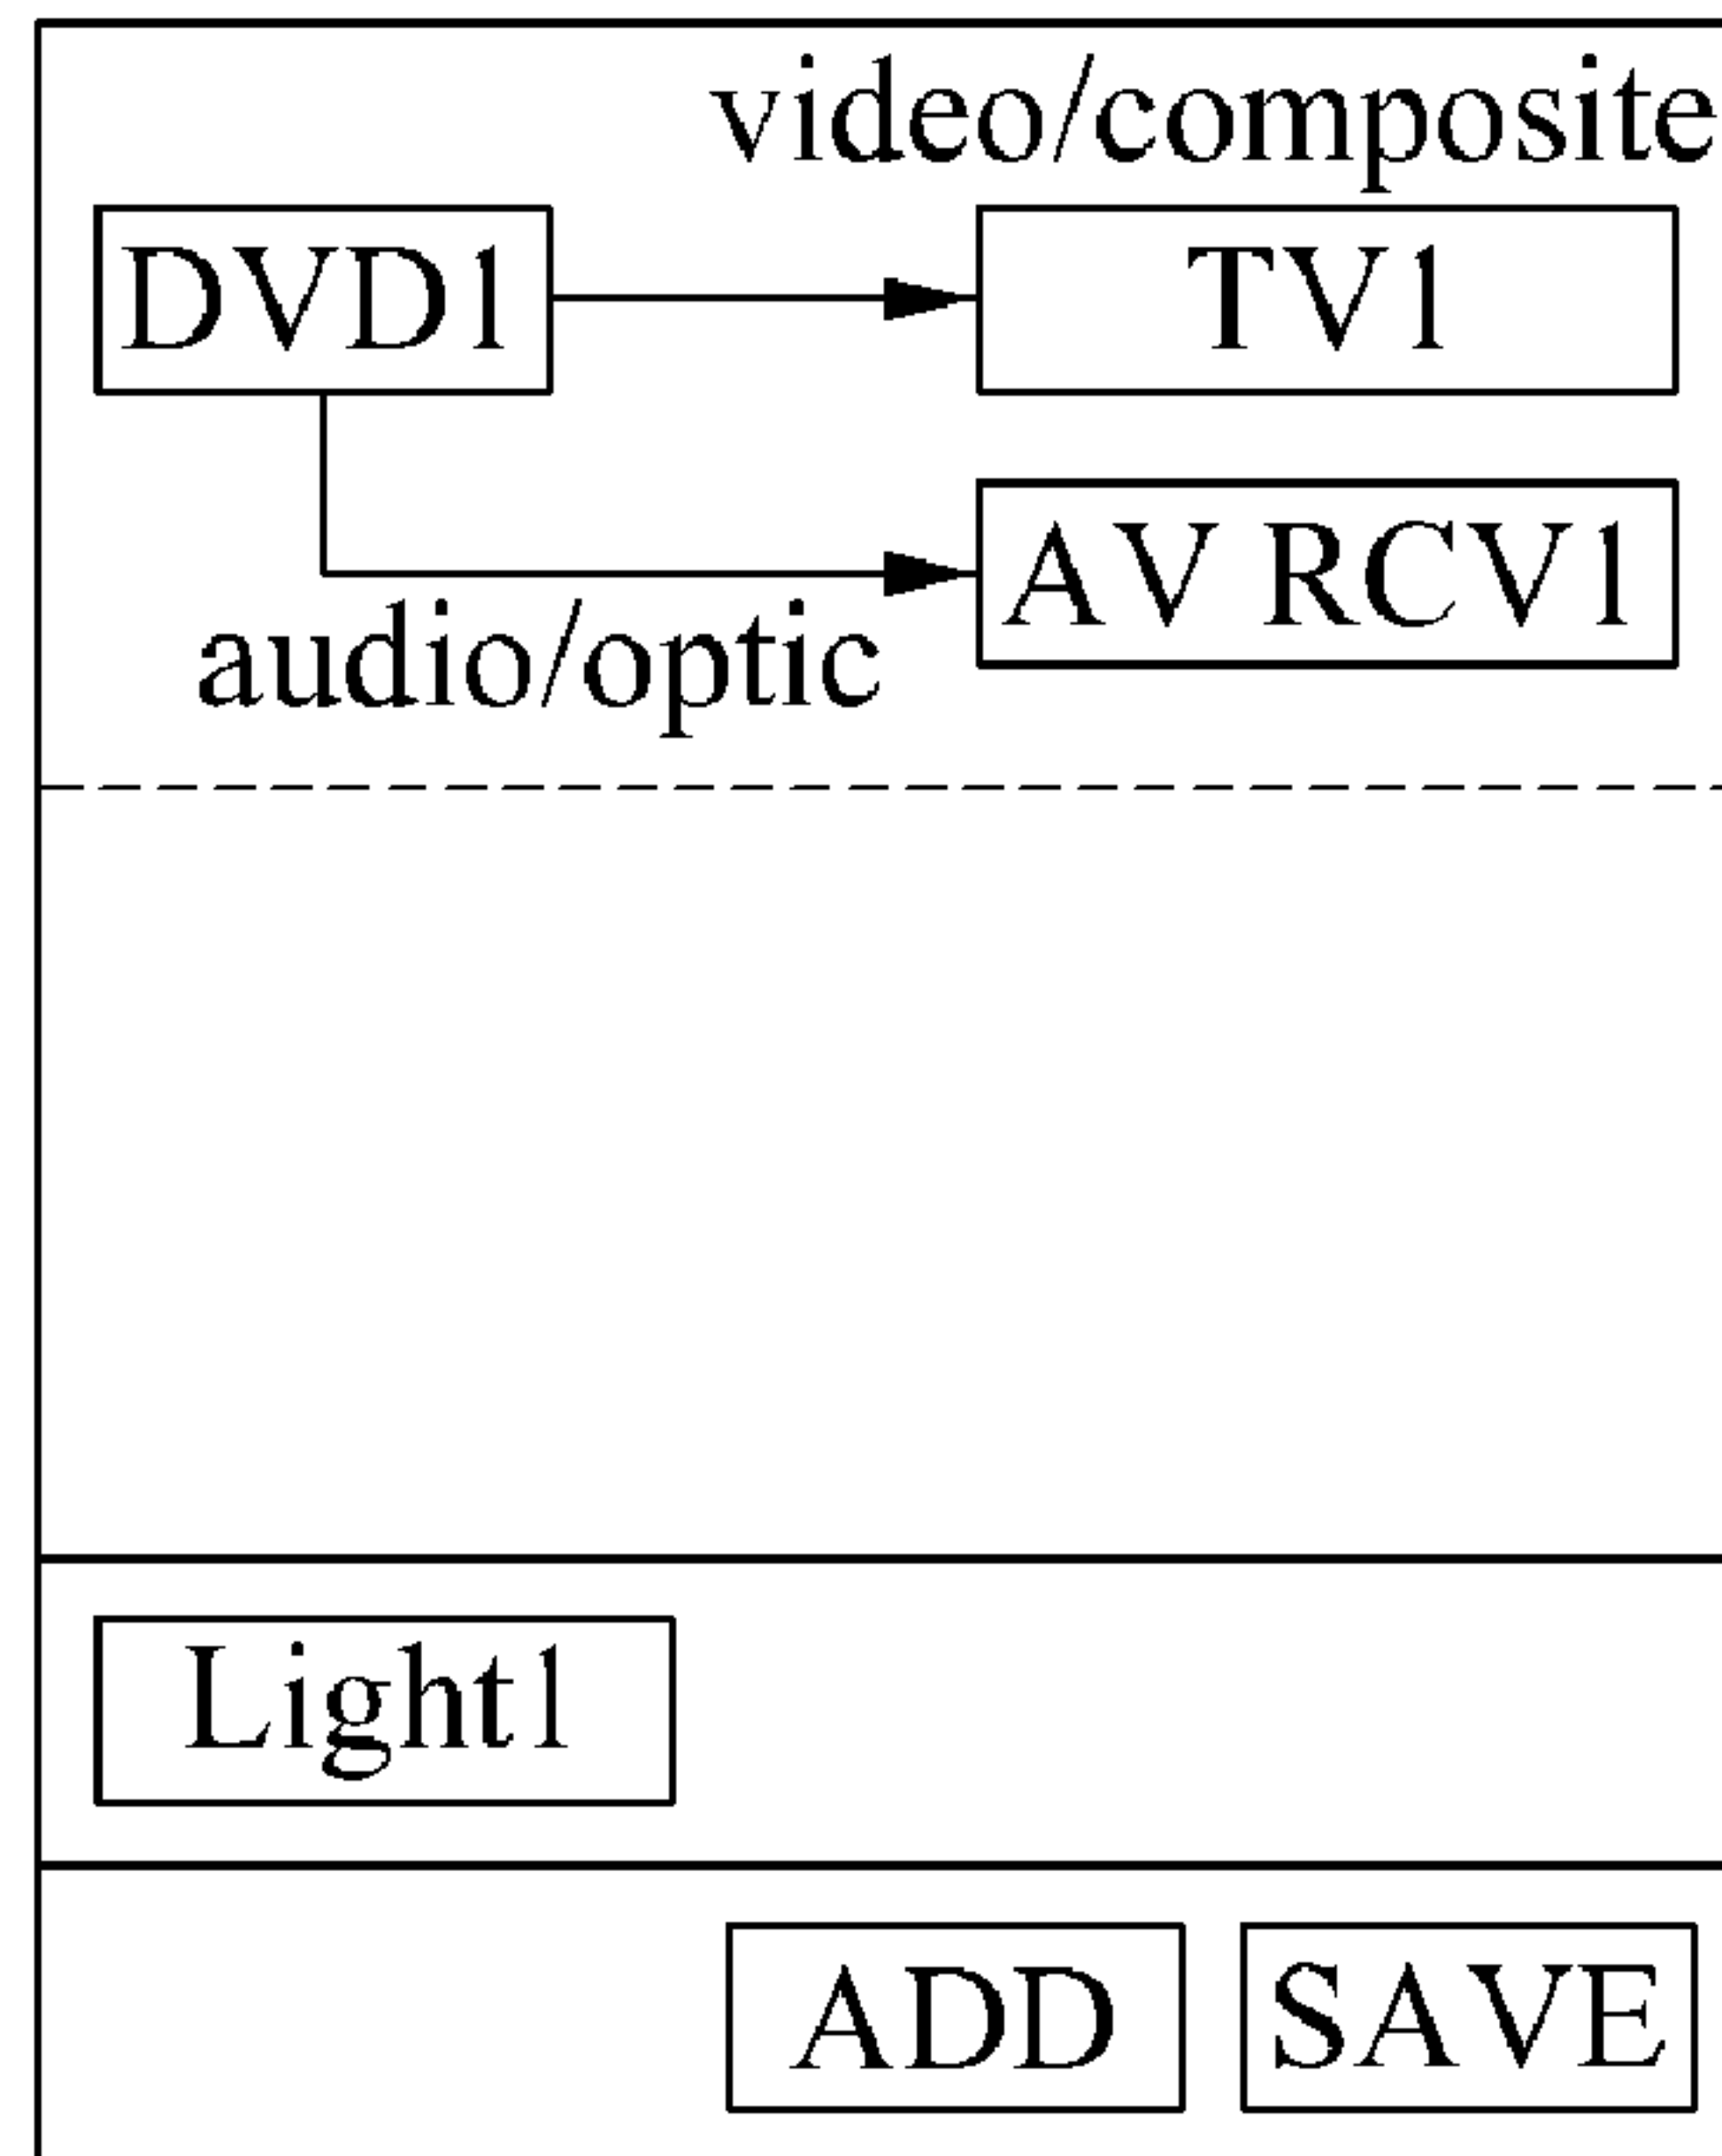 video/composite
DVD1
TV1
AV RCV1
audio/optic
Light1
ADD
SAVE